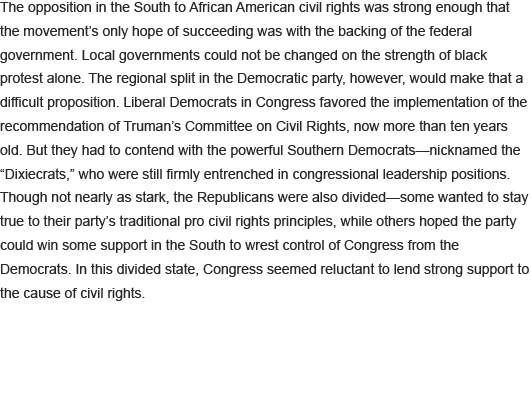 The opposition in the South to African American civil rights was strong enough that
the movement’s only hope of succeeding was with the backing of the federal
government. Local governments could not be changed on the strength of black
protest alone. The regional split in the Democratic party, however, would make that a
difficult proposition. Liberal Democrats in Congress favored the implementation of the
recommendation of Truman’s Committee on Civil Rights, now more than ten years
old. But they had to contend with the powerful Southern Democrats—nicknamed the
“Dixiecrats,” who were still firmly entrenched in congressional leadership positions.
Though not nearly as stark, the Republicans were also divided—some wanted to stay
true to their party’s traditional pro civil rights principles, while others hoped the party
could win some support in the South to wrest control of Congress from the
Democrats. In this divided state, Congress seemed reluctant to lend strong support to
the cause of civil rights.